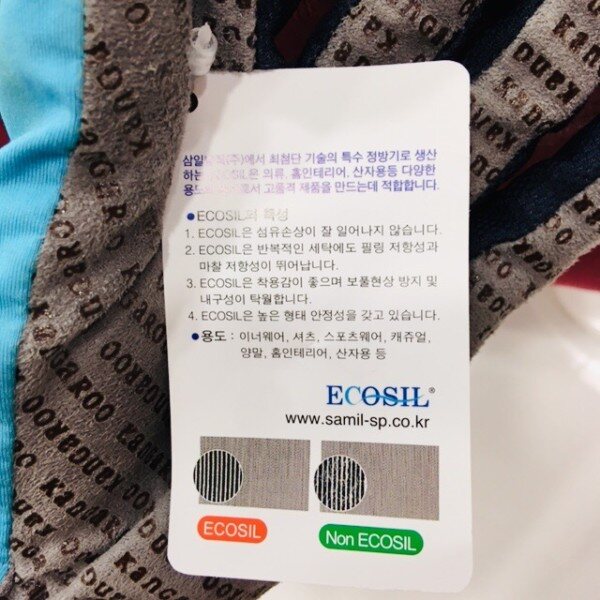 삼일방직(주)에서 최첨단 기술의 특수 정방기로 생산
하는 ECOSIL은 의류, 홈인테리어, 산자용등 다양한
고품격 제품을 만드는데 적합합니다.
●ECOSIL의 특성
1. ECOSIL은 섬유손상이 잘 일어나지 않습니다.
2. ECOSIL은 반복적인 세탁에도 필링 저항성과
마찰 저항성이 뛰어납니다.
3. ECOSIL은 착용감이 좋으며 보풀현상 방지 및
내구성이 탁월합니다.
4. ECOSIL은 높은 형태 안정성을 갖고 있습니다.
●용도 : 이너웨어, 셔츠, 스포츠웨어, 캐쥬얼,
양말, 홈인테리어, 산자용 등
ECOSIL®
www.samil-sp.co.kr
ECOSIL
Non ECOSIL
KangaROO